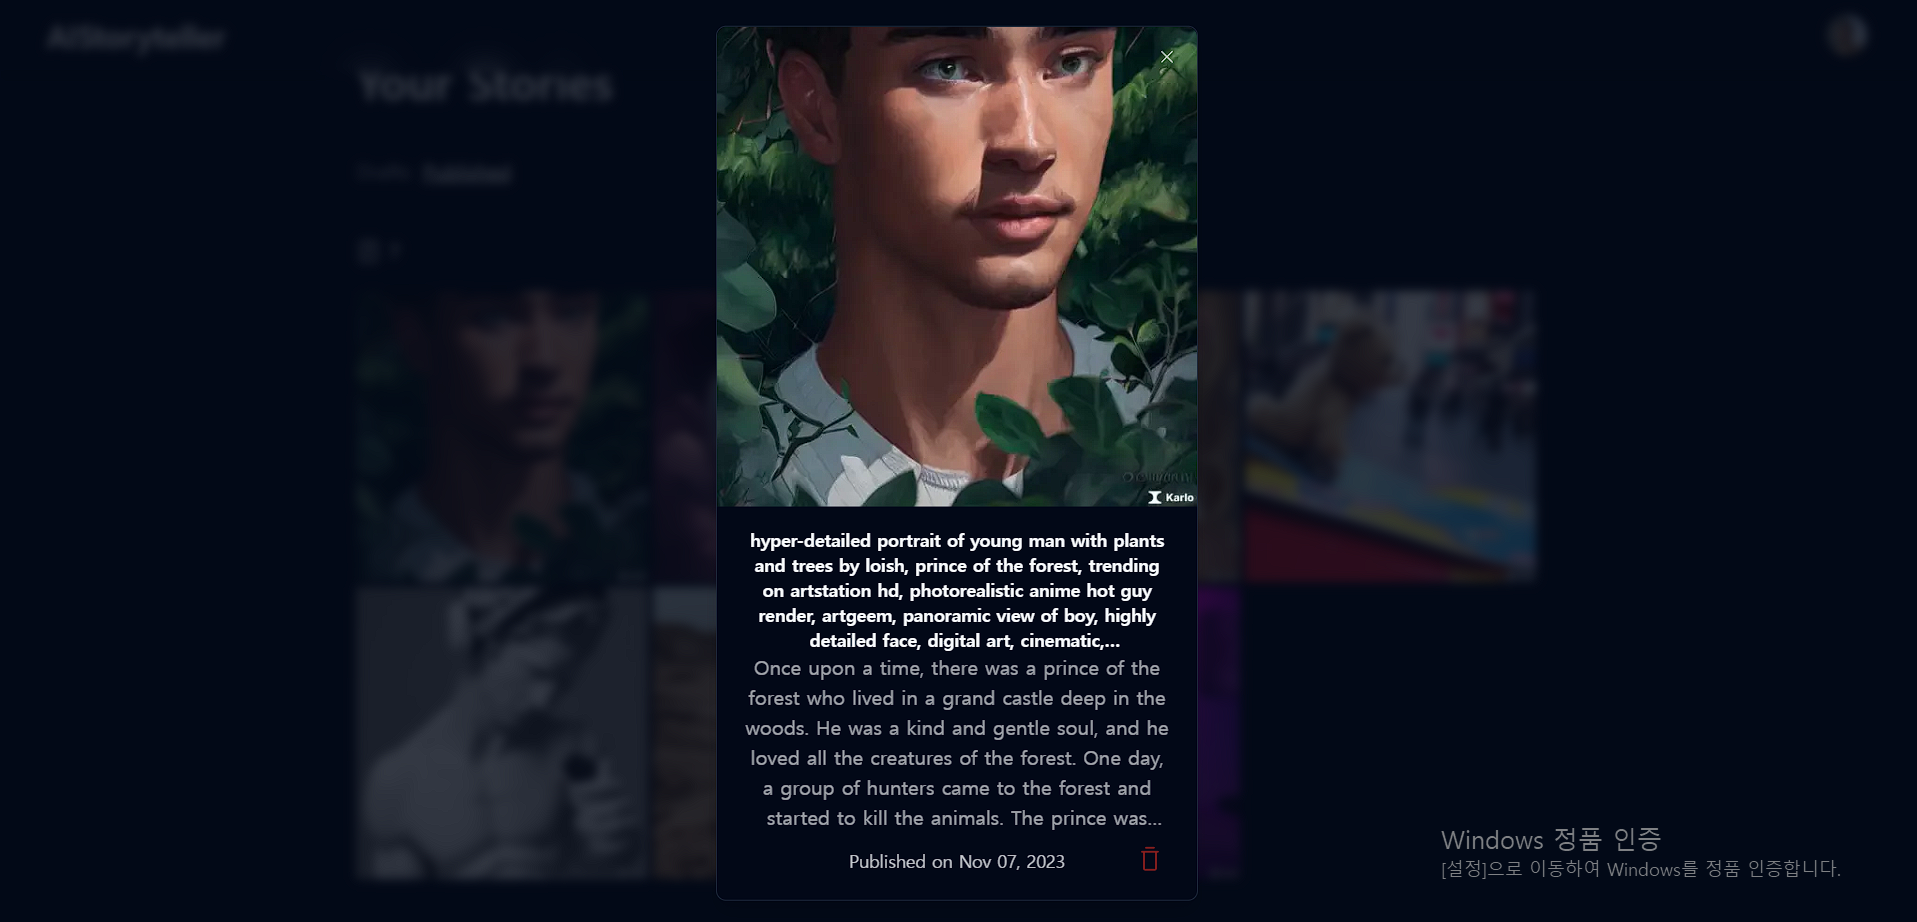 AIStoryteller
Your Stories
Published
Karlo
hyper-detailed portrait of young man with plants
and trees by loish, prince of the forest, trending
on artstation hd, photorealistic anime hot guy
render, artgeem, panoramic view of boy, highly
detailed face, digital art, cinematic,...
Once upon a time, there was a prince of the
forest who lived in a grand castle deep in the
woods. He was a kind and gentle soul, and he
loved all the creatures of the forest. One day,
a group of hunters came to the forest and
started to kill the animals. The prince was...
Published on Nov 07, 2023
Windows 정품 인증
[설정]으로 이동하여 Windows를 정품 인증합니다.